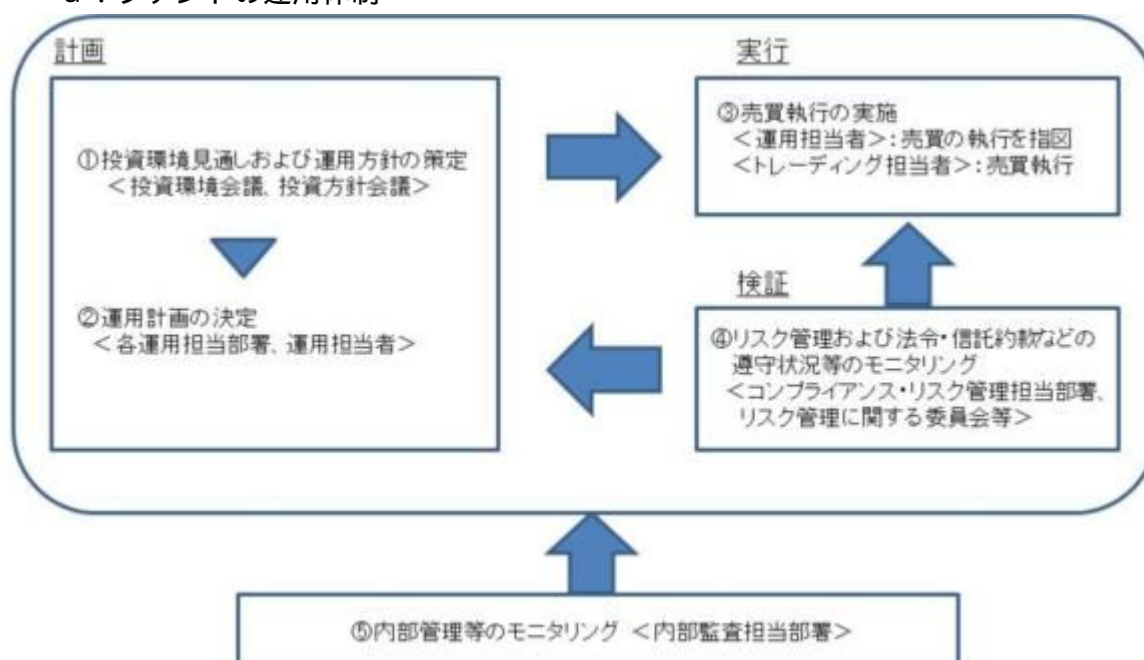 a．ファンドの運用体制
計画
①投資環境見通しおよび運用方針の策定
＜投資環境会議、投資方針会議＞
②運用計画の決定
＜各運用担当部署、運用担当者＞
実行
③売買執行の実施
＜運用担当者＞：売買の執行を指図
＜トレーディング担当者＞：売買執行
検証
④リスク管理および法令・信託約款などの
遵守状況等のモニタリング
＜コンプライアンス・リスク管理担当部署、
リスク管理に関する委員会等＞
⑤内部管理等のモニタリング ＜内部監査担当部署＞